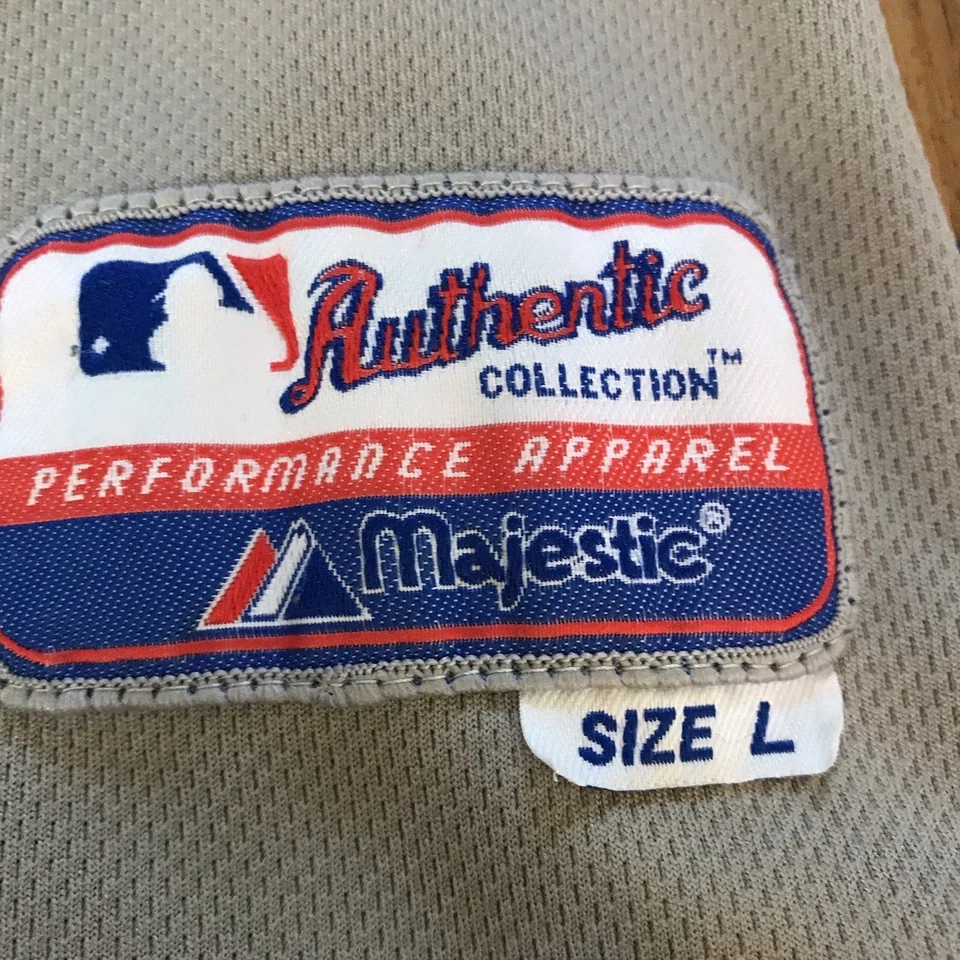 Authentic
COLLECTION™
PERFORMANCE APPAREL
Majestic®
SIZE L